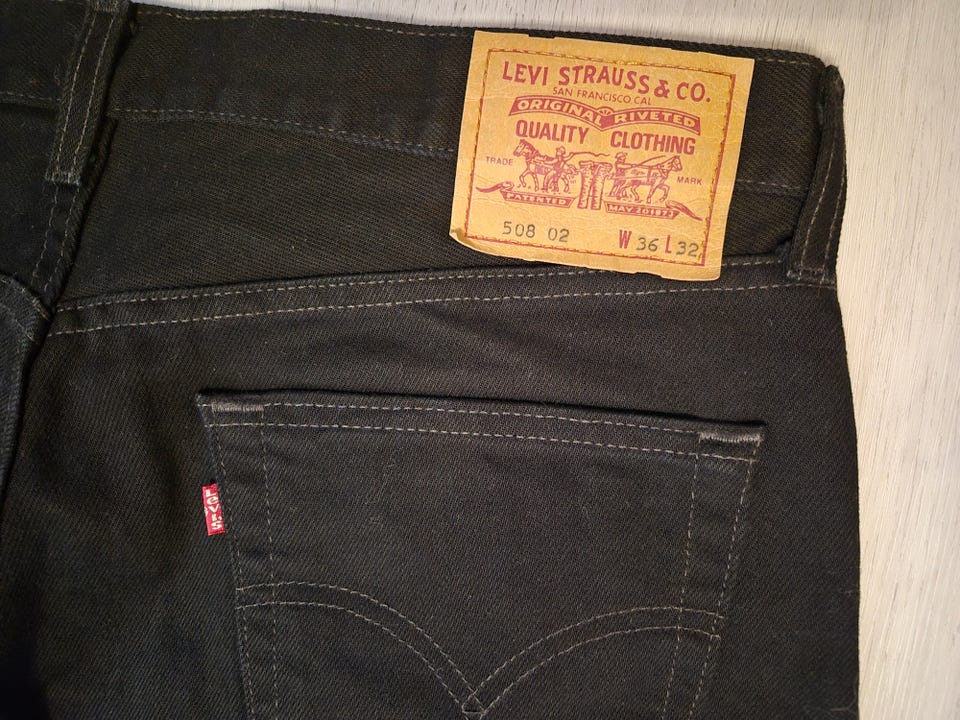 LEVI STRAUSS & CO.
SAN FRANCISCO CAL
ORIGINAL RIVETED
QUALITY CLOTHING
TRADE MARK
PATENTED MAY 20 1873
508 02 W 36 L 32
LEVI'S